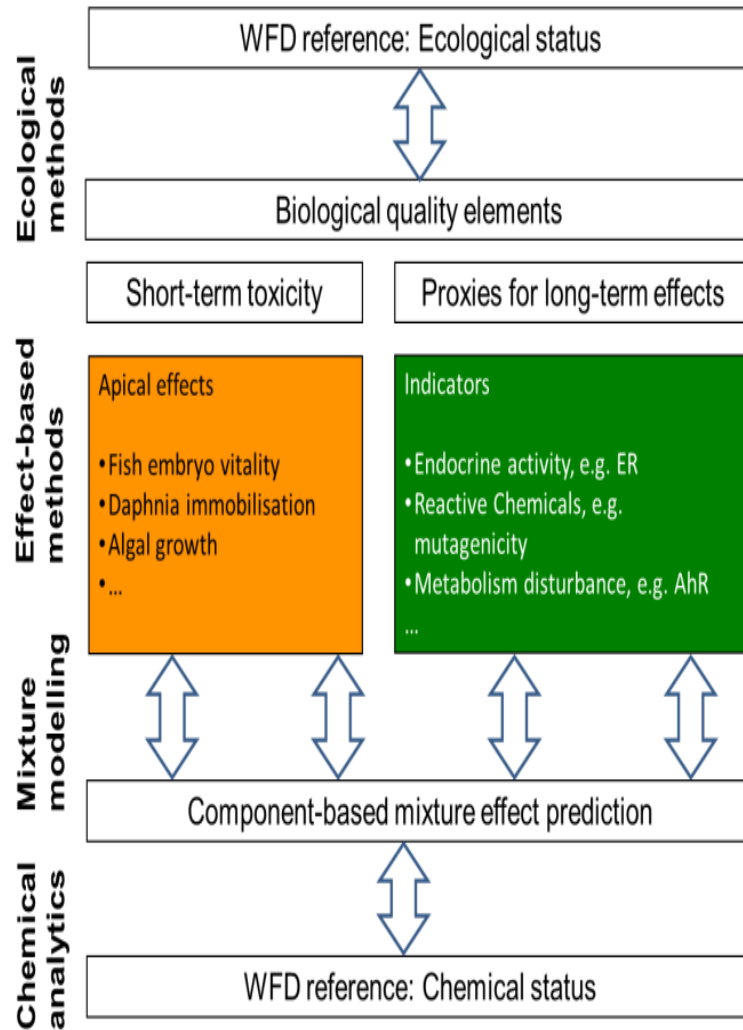 WFD reference: Ecological status
Ecological
methods
Biological quality elements
Short-term toxicity
Proxies for long-term effects
Effect-based
methods
Apical effects
•Fish embryo vitality
•Daphnia immobilisation
•Algal growth
•...
Indicators
•Endocrine activity, e.g. ER
•Reactive Chemicals, e.g.
mutagenicity
•Metabolism disturbance, e.g. AhR
...
Mixture
modelling
Component-based mixture effect prediction
Chemical
analytics
WFD reference: Chemical status